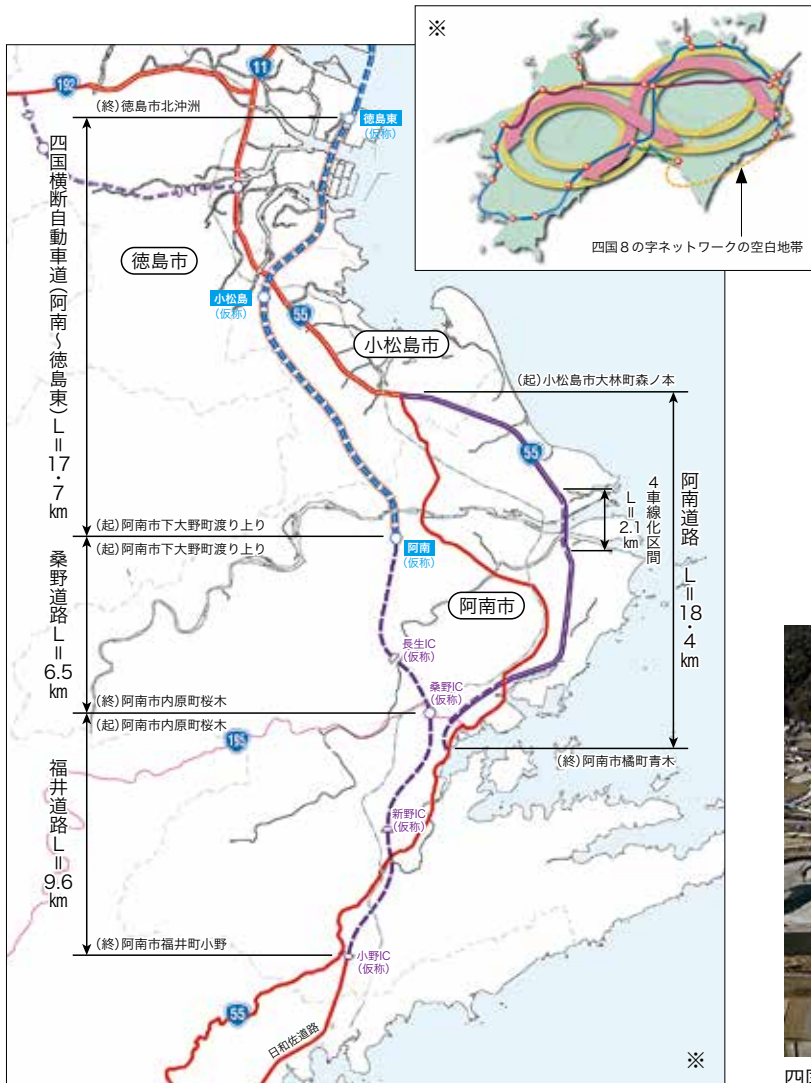 ※
四国8の字ネットワークの空白地帯
192
11
(終)徳島市北沖洲
徳島東
(仮称)
四国横断自動車道(阿南〜徳島東)L=17・7km
徳島市
小松島
(仮称)
55
小松島市
(起)小松島市大林町森ノ本
55
4車線化区間
L=2.1km
阿南道路 L=18・4km
(起)阿南市下大野町渡り上り
(起)阿南市下大野町渡り上り
阿南
(仮称)
桑野道路L=6.5km
阿南市
長生IC
(仮称)
桑野IC
(仮称)
(終)阿南市内原町桜木
(起)阿南市内原町桜木
195
(終)阿南市橘町青木
福井道路L=9.6km
新野IC
(仮称)
(終)阿南市福井町小野
小野IC
(仮称)
55
日和佐道路
※